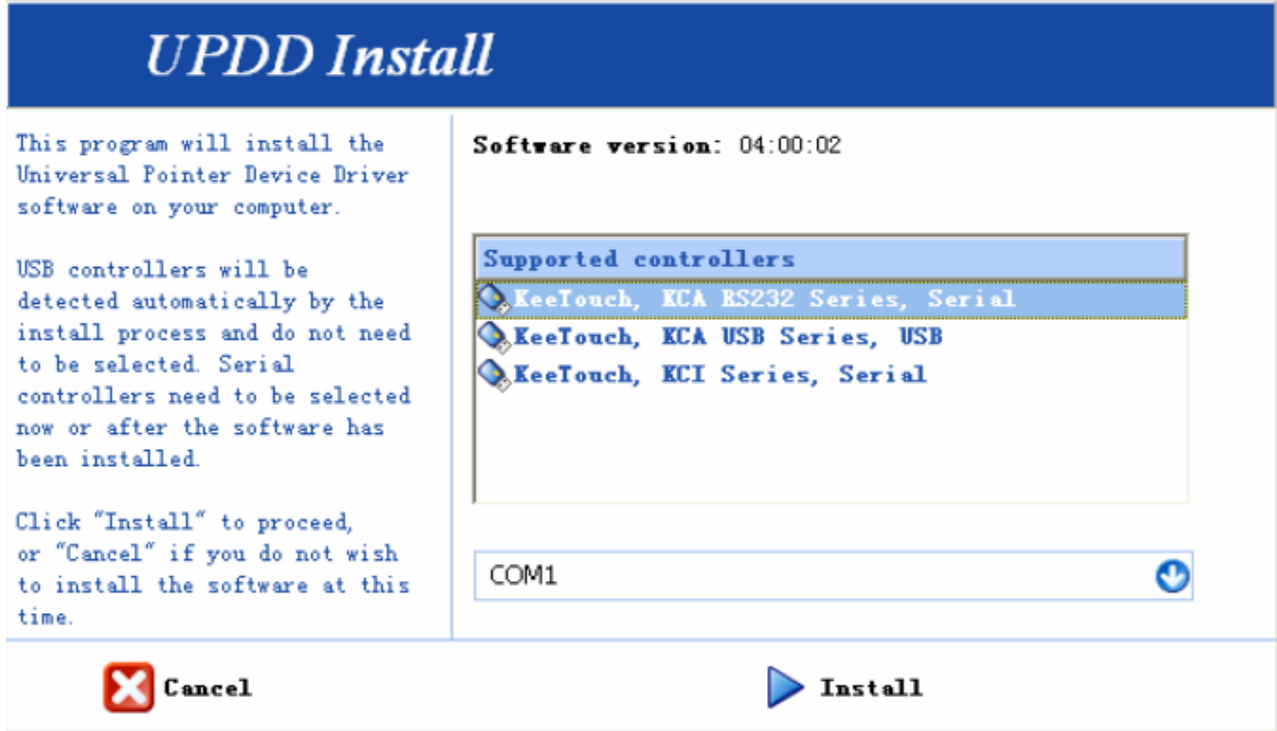 UPDD Install
This program will install the
Universal Pointer Device Driver
software on your computer.
USB controllers will be
detected automatically by the
install process and do not need
to be selected. Serial
controllers need to be selected
now or after the software has
been installed.
Click "Install" to proceed,
or "Cancel" if you do not wish
to install the software at this
time.
Software version: 04:00:02
Supported controllers
KeeTouch, KCA RS232 Series, Serial
KeeTouch, KCA USB Series, USB
KeeTouch, KCI Series, Serial
COM1
Cancel
Install